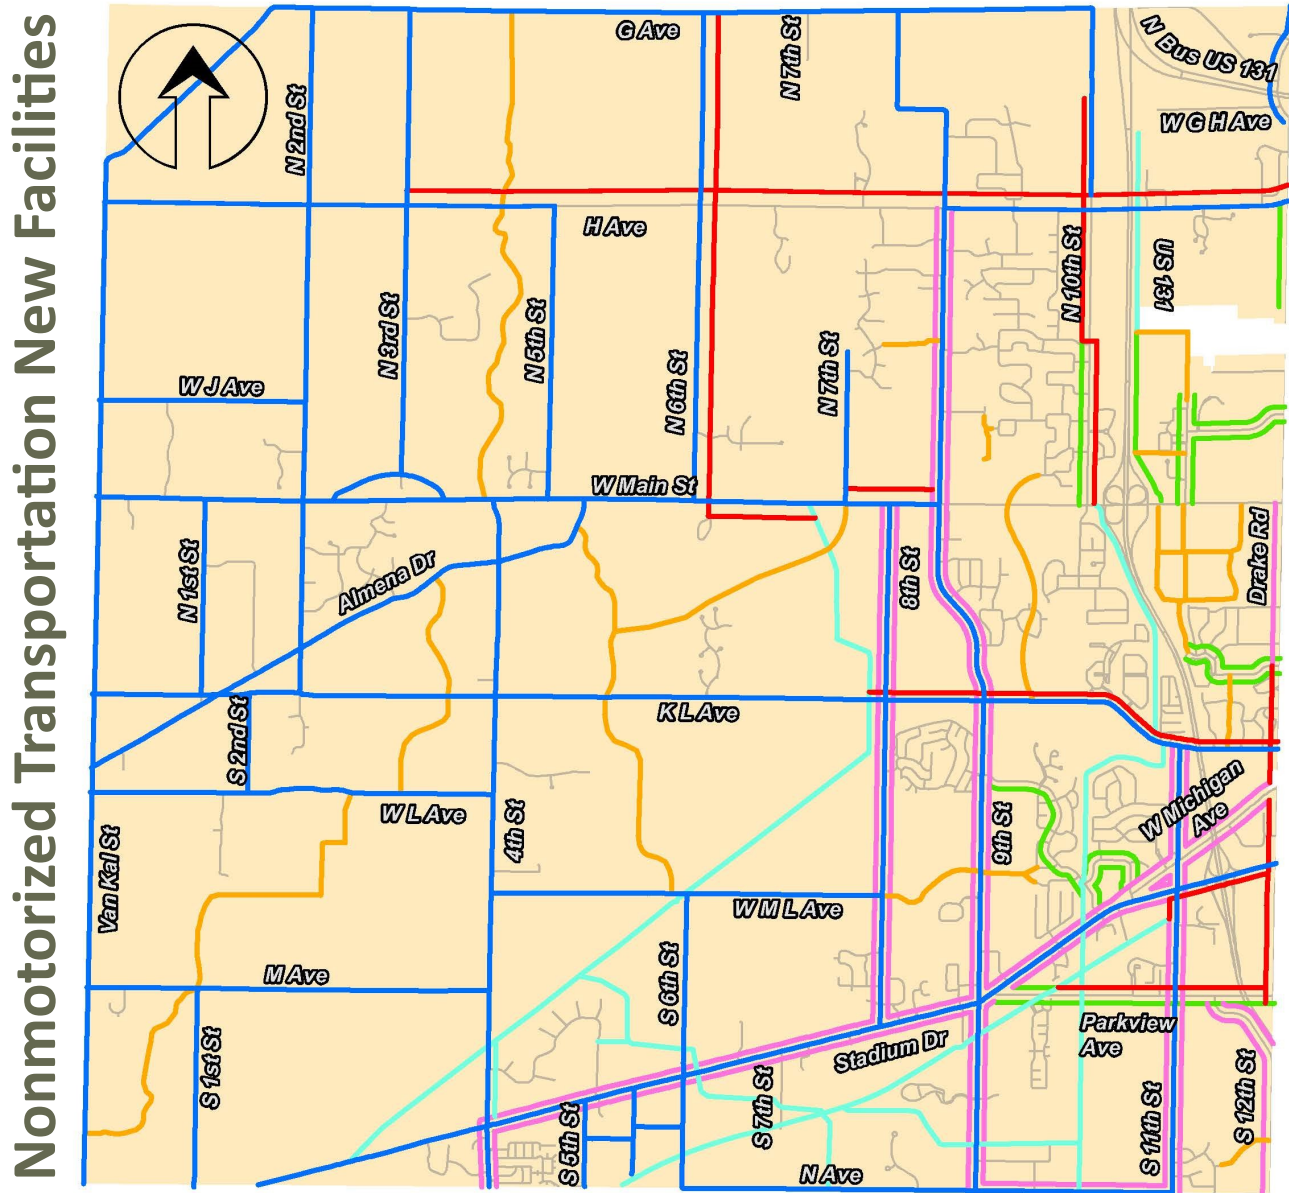 Nonmotorized Transportation New Facilities
G Ave
N 7th St
N Bus US 131
N 2nd St
W G H Ave
H Ave
N 10th St
US 131
N 3rd St
N 5th St
N 6th St
N 7th St
W J Ave
W Main St
N 1st St
Almena Dr
8th St
Drake Rd
K L Ave
S 2nd St
W L Ave
4th St
9th St
W Michigan
Ave
Van Kal St
W M L Ave
M Ave
S 6th St
Parkview
Ave
Stadium Dr
S 1st St
S 7th St
S 5th St
S 11th St
S 12th St
N Ave